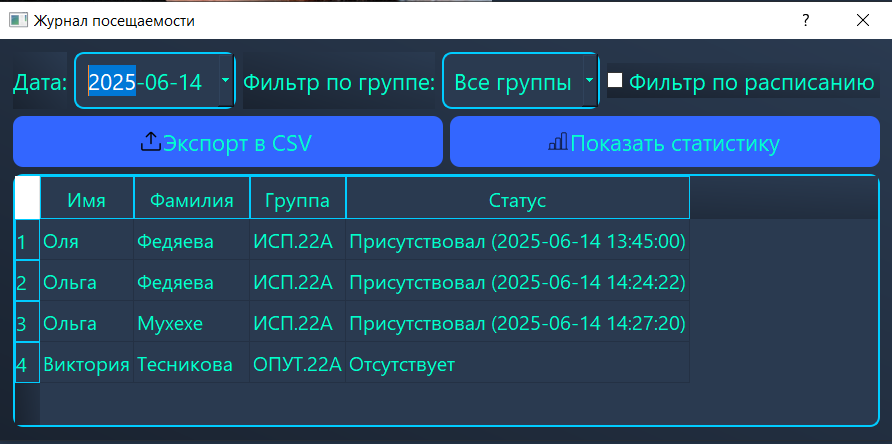 Журнал посещаемости
Дата: 2025-06-14 Фильтр по группе: Все группы Фильтр по расписанию
Экспорт в CSV Показать статистику
Имя Фамилия Группа Статус
1 Оля Федяева ИСП.22А Присутствовал (2025-06-14 13:45:00)
2 Ольга Федяева ИСП.22А Присутствовал (2025-06-14 14:24:22)
3 Ольга Мухехе ИСП.22А Присутствовал (2025-06-14 14:27:20)
4 Виктория Тесникова ОПУТ.22А Отсутствует